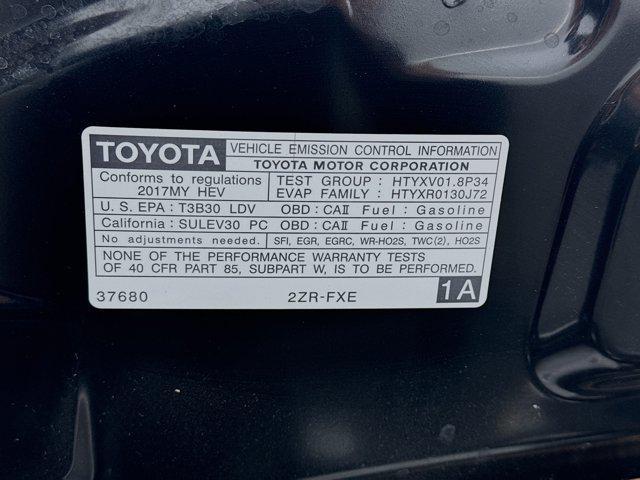 TOYOTA VEHICLE EMISSION CONTROL INFORMATION
TOYOTA MOTOR CORPORATION
Conforms to regulations
2017MY HEV
TEST GROUP : HTYXV01.8P34
EVAP FAMILY : HTYXR0130J72
U. S. EPA : T3B30 LDV OBD : CAII Fuel : Gasoline
California : SULEV30 PC OBD : CAII Fuel : Gasoline
No adjustments needed. SFI, EGR, EGRC, WR-HO2S, TWC(2), HO2S
NONE OF THE PERFORMANCE WARRANTY TESTS
OF 40 CFR PART 85, SUBPART W, IS TO BE PERFORMED.
37680 2ZR-FXE 1A